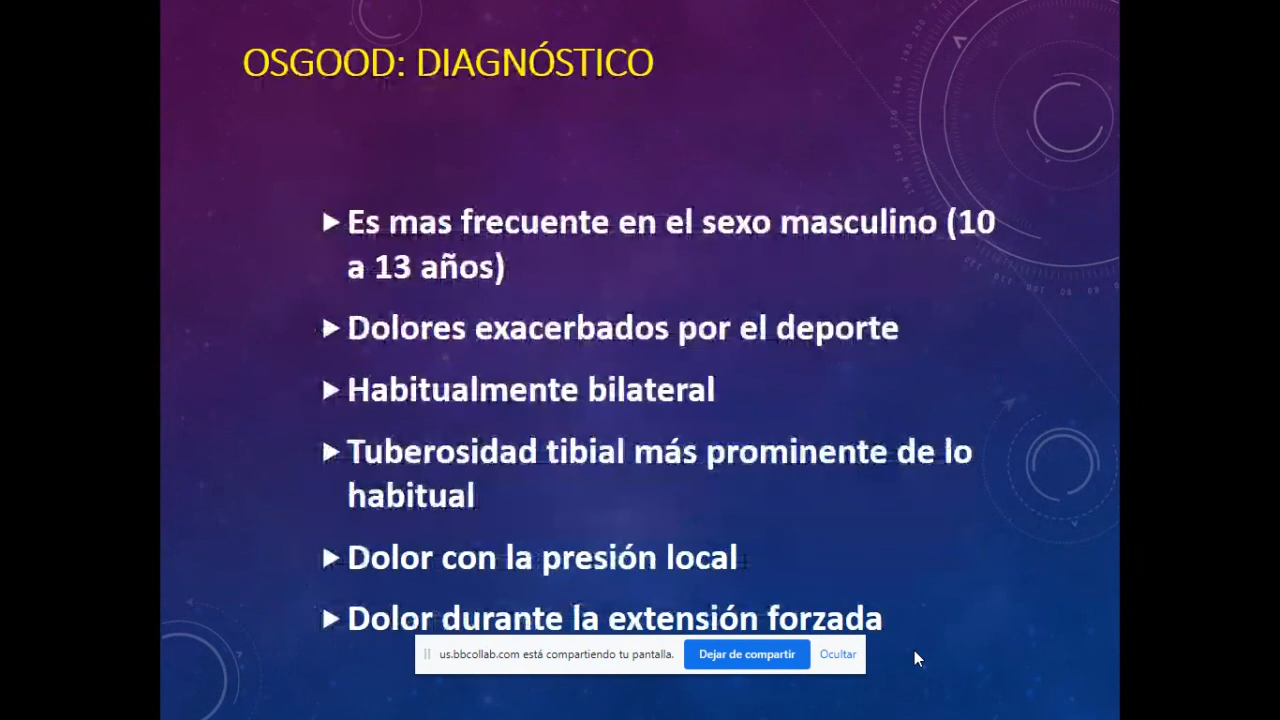 OSGOOD: DIAGNÓSTICO
Es mas frecuente en el sexo masculino (10
a 13 años)
Dolores exacerbados por el deporte
Habitualmente bilateral
Tuberosidad tibial más prominente de lo
habitual
Dolor con la presión local
Dolor durante la extensión forzada
us.bbcollab.com está compartiendo tu pantalla. Dejar de compartir Ocultar